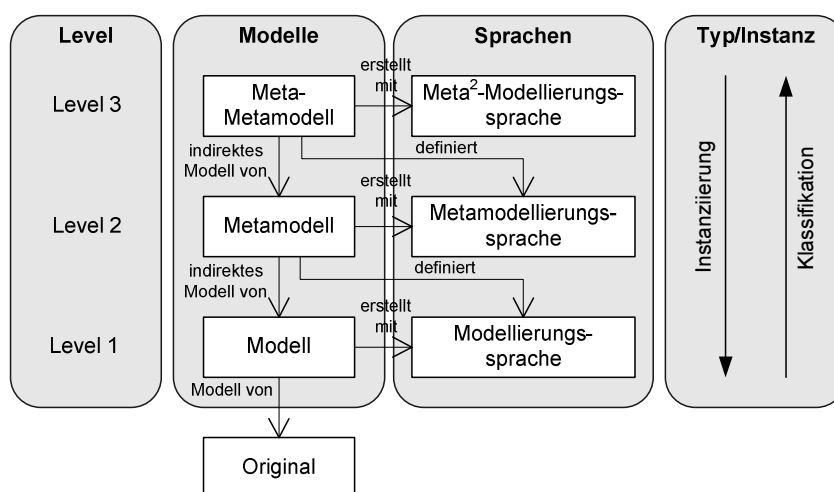 Level
Modelle
Sprachen
Typ/Instanz
Level 3
Meta-
Metamodell
erstellt
mit
Meta²-Modellierungs-
sprache
indirektes
Modell von
definiert
Level 2
Metamodell
erstellt
mit
Metamodellierungs-
sprache
indirektes
Modell von
definiert
Level 1
Modell
erstellt
mit
Modellierungs-
sprache
Modell von
Original
Instanziierung
Klassifikation